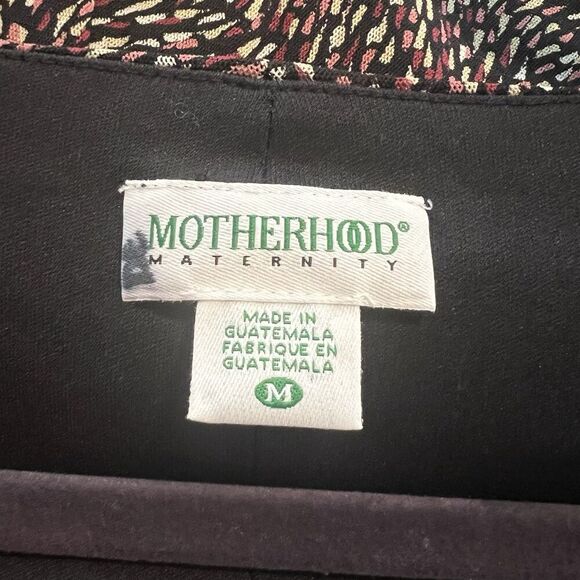 MOTHERHOOD®
MATERNITY
MADE IN
GUATEMALA
FABRIQUE EN
GUATEMALA
M